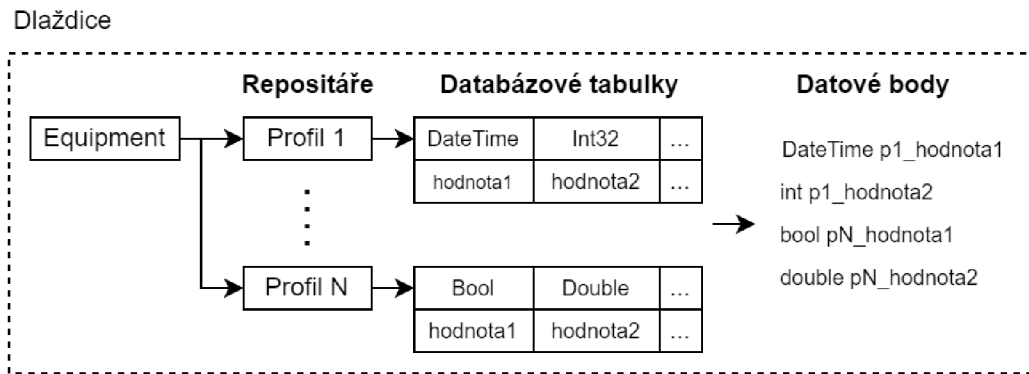 Dlaždice
Repositáře Databázové tabulky Datové body
Equipment Profil 1 DateTime Int32 ...
hodnota1 hodnota2 ...
DateTime p1_hodnota1
int p1_hodnota2
bool pN_hodnota1
double pN_hodnota2
Profil N Bool Double ...
hodnota1 hodnota2 ...